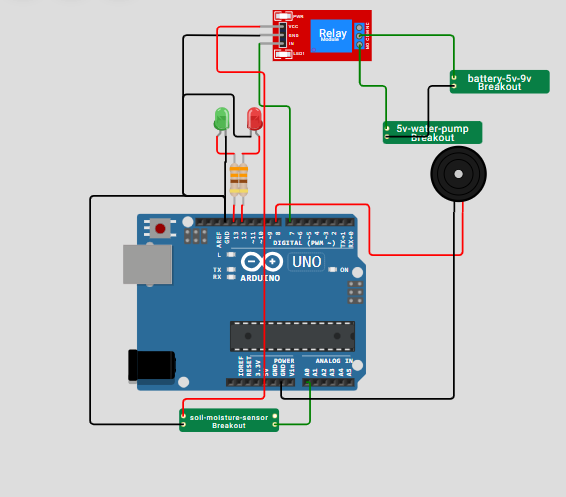 PWR
VCC
GND
IN
Relay
Module
LED1
NO C NC
battery-5v-9v
Breakout
5v-water-pump
Breakout
AREF
GND
13
12
~11
~10
~9
8
7
~6
~5
4
~3
2
TX→1
RX←0
DIGITAL (PWM ~)
L
TX
RX
UNO
ON
ARDUINO
IOREF
RESET
3.3V
5V
GND
GND
Vin
POWER
ANALOG IN
A0
A1
A2
A3
A4
A5
soil-moisture-sensor
Breakout